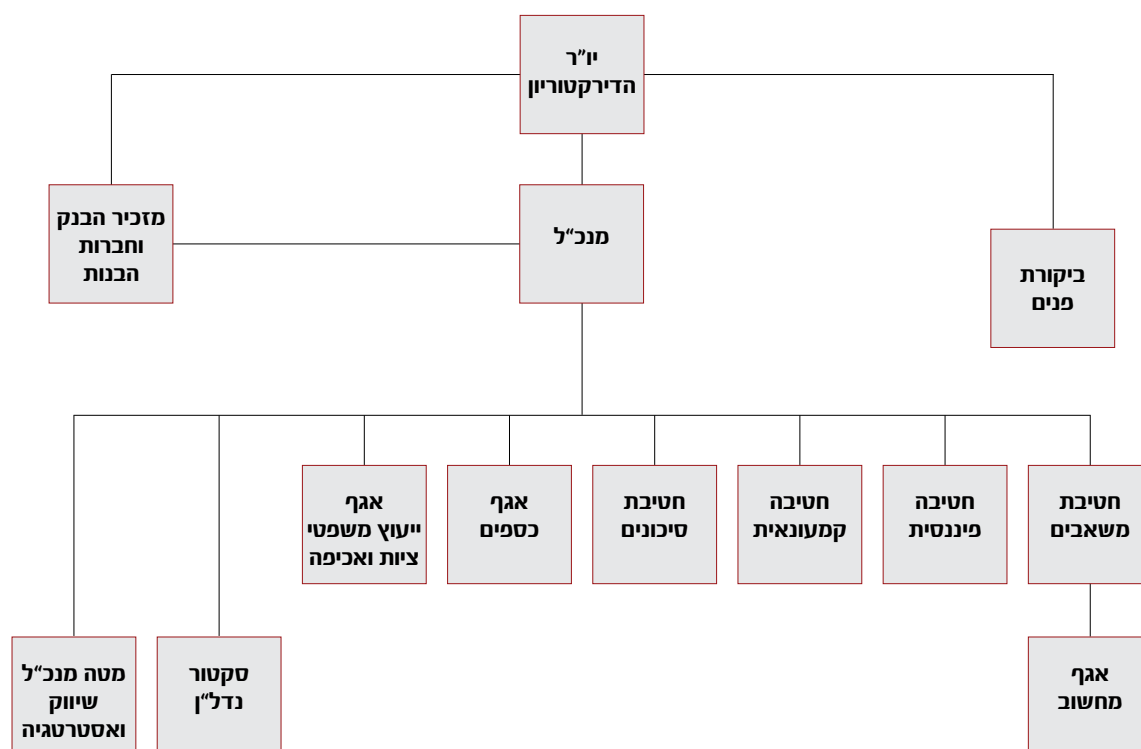 יו"ר
הדירקטוריון
מזכיר הבנק
וחברות
הבנות
מנכ"ל
ביקורת
פנים
חטיבת
משאבים
חטיבה
פיננסית
חטיבה
קמעונאית
חטיבת
סיכונים
אגף
כספים
אגף
ייעוץ משפטי
ציות ואכיפה
אגף
מחשוב
סקטור
נדל"ן
מטה מנכ"ל
שיווק
ואסטרטגיה